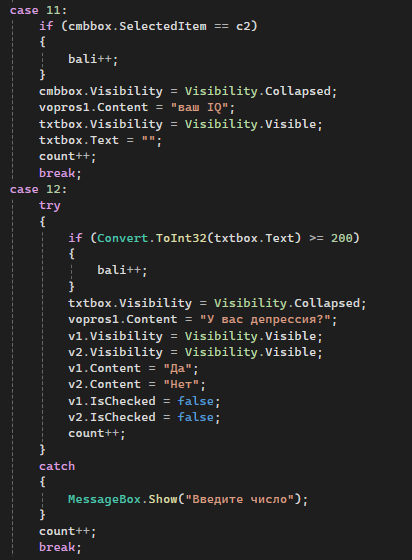 case 11:
if (cmbbox.SelectedItem == c2)
{
bali++;
}
cmbbox.Visibility = Visibility.Collapsed;
vopros1.Content = "ваш IQ";
txtbox.Visibility = Visibility.Visible;
txtbox.Text = "";
count++;
break;
case 12:
try
{
if (Convert.ToInt32(txtbox.Text) >= 200)
{
bali++;
}
txtbox.Visibility = Visibility.Collapsed;
vopros1.Content = "У вас депрессия?";
v1.Visibility = Visibility.Visible;
v2.Visibility = Visibility.Visible;
v1.Content = "Да";
v2.Content = "Нет";
v1.IsChecked = false;
v2.IsChecked = false;
count++;
}
catch
{
MessageBox.Show("Введите число");
}
count++;
break;